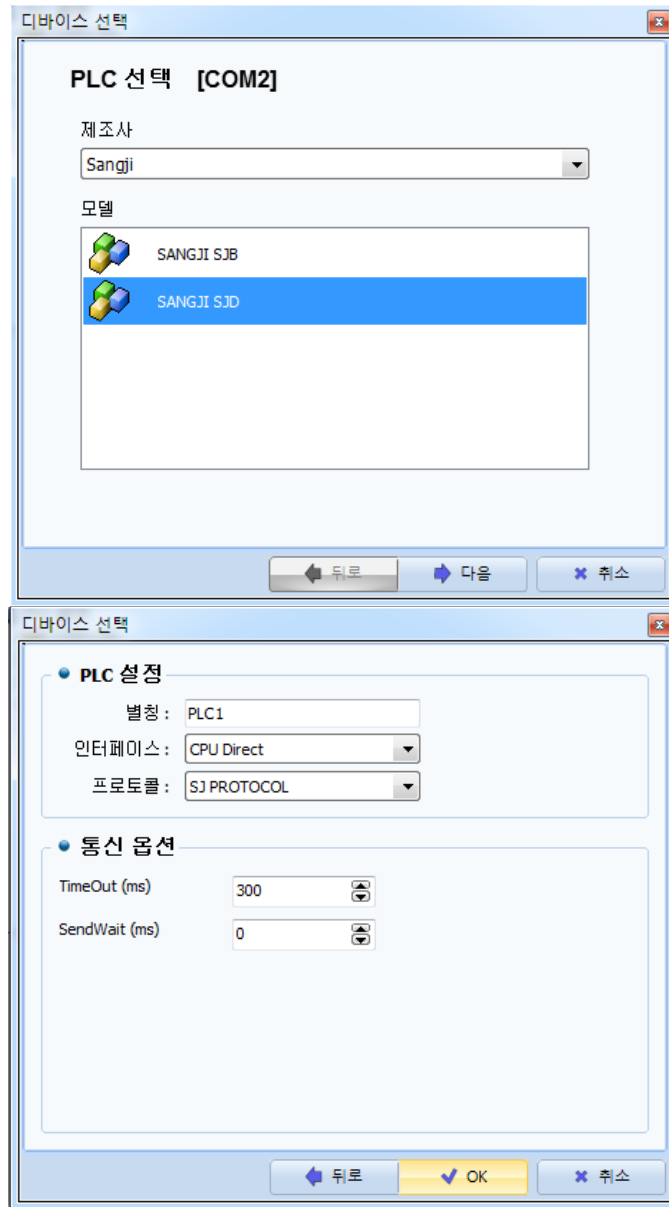 디바이스 선택
PLC 선택 [COM2]
제조사
Sangji
모델
SANGJI SJB
SANGJI SJD
뒤로 다음 취소
디바이스 선택
PLC 설정
별칭 : PLC1
인터페이스 : CPU Direct
프로토콜 : SJ PROTOCOL
통신 옵션
TimeOut (ms) 300
SendWait (ms) 0
뒤로 OK 취소